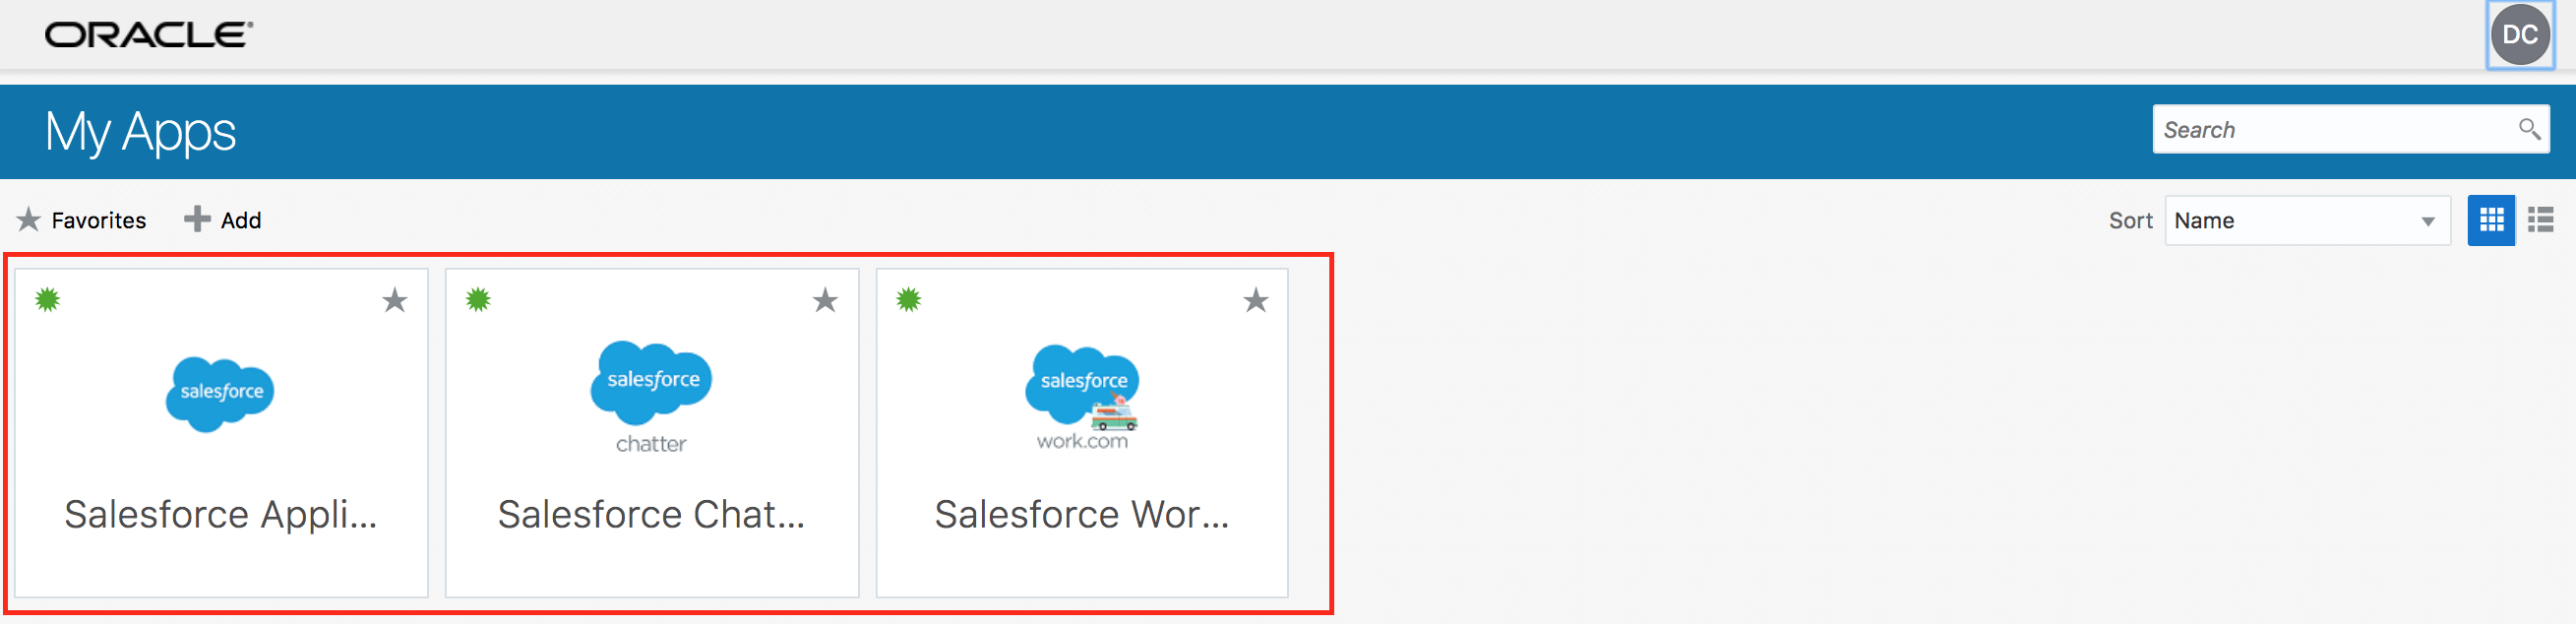 ORACLE
DC
My Apps
Search
Favorites
Add
Sort
Name
salesforce
Salesforce Appli...
salesforce
chatter
Salesforce Chat...
salesforce
work.com
Salesforce Wor...